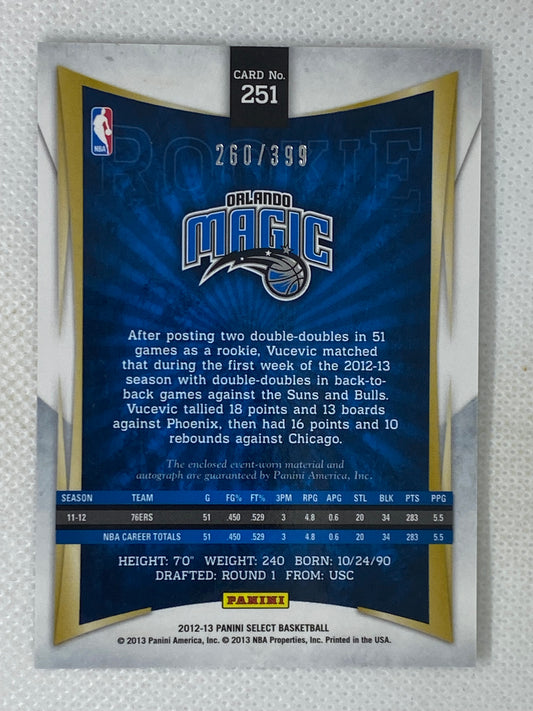 CARD No.
251
NBA
ROOKIE
260/399
ORLANDO
MAGIC
After posting two double-doubles in 51
games as a rookie, Vucevic matched
that during the first week of the 2012-13
season with double-doubles in back-to-
back games against the Suns and Bulls.
Vucevic tallied 18 points and 13 boards
against Phoenix, then had 16 points and 10
rebounds against Chicago.
The enclosed event-worn material and
autograph are guaranteed by Panini America, Inc.
SEASON TEAM G FG% FT% 3PM RPG APG STL BLK PTS PPG
11-12 76ERS 51 .450 .529 3 4.8 0.6 20 34 283 5.5
NBA CAREER TOTALS 51 .450 .529 3 4.8 0.6 20 34 283 5.5
HEIGHT: 7'0" WEIGHT: 240 BORN: 10/24/90
DRAFTED: ROUND 1 FROM: USC
PANINI
2012-13 PANINI SELECT BASKETBALL
© 2013 Panini America, Inc. © 2013 NBA Properties, Inc. Printed in the USA.